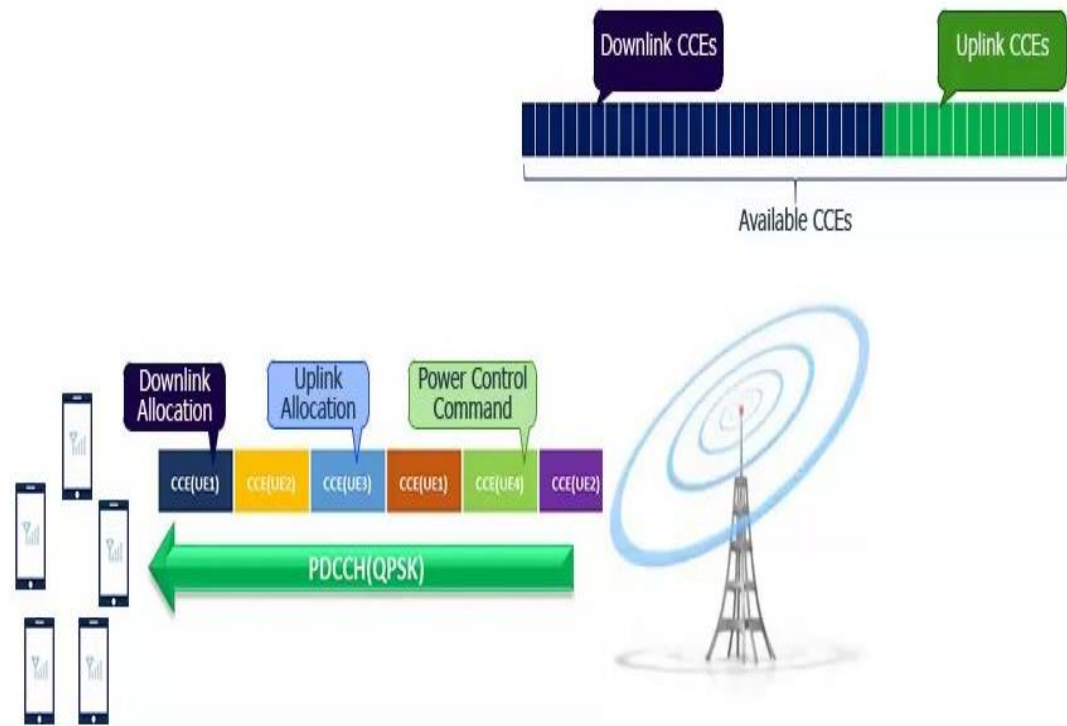 Downlink CCEs
Uplink CCEs
Available CCEs
Downlink
Allocation
Uplink
Allocation
Power Control
Command
CCE(UE1)
CCE(UE2)
CCE(UE3)
CCE(UE1)
CCE(UE4)
CCE(UE2)
PDCCH(QPSK)